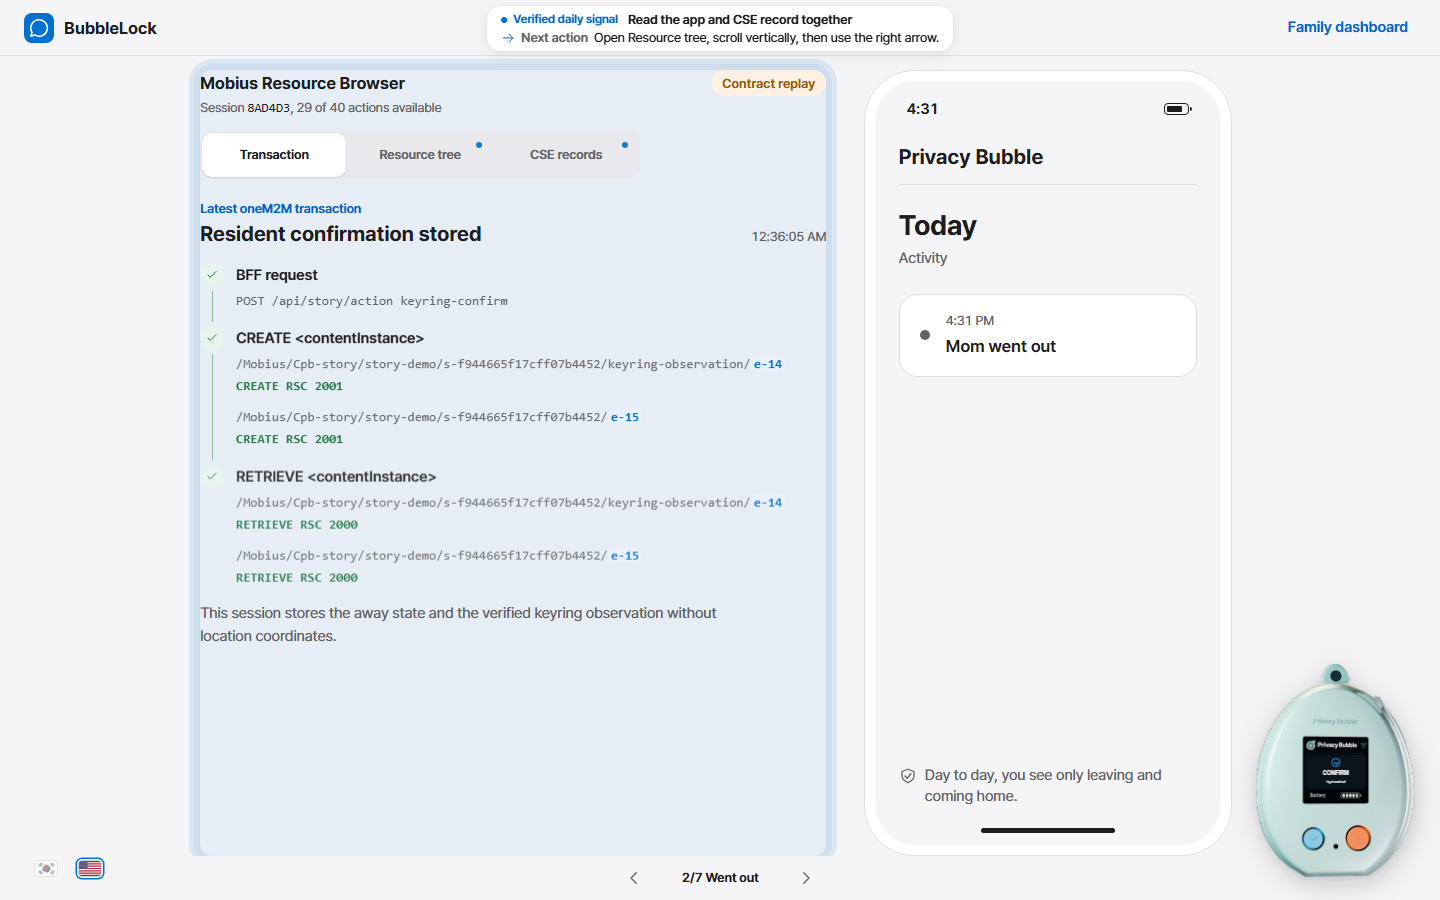 BubbleLock
Verified daily signal Read the app and CSE record together
→ Next action Open Resource tree, scroll vertically, then use the right arrow.
Family dashboard
Mobius Resource Browser
Contract replay
Session 8AD4D3, 29 of 40 actions available
Transaction
Resource tree
CSE records
Latest oneM2M transaction
Resident confirmation stored
12:36:05 AM
BFF request
POST /api/story/action keyring-confirm
CREATE <contentInstance>
/Mobius/Cpb-story/story-demo/s-f944665f17cff07b4452/keyring-observation/ e-14
CREATE RSC 2001
/Mobius/Cpb-story/story-demo/s-f944665f17cff07b4452/ e-15
CREATE RSC 2001
RETRIEVE <contentInstance>
/Mobius/Cpb-story/story-demo/s-f944665f17cff07b4452/keyring-observation/ e-14
RETRIEVE RSC 2000
/Mobius/Cpb-story/story-demo/s-f944665f17cff07b4452/ e-15
RETRIEVE RSC 2000
This session stores the away state and the verified keyring observation without
location coordinates.
4:31
Privacy Bubble
Today
Activity
4:31 PM
Mom went out
Day to day, you see only leaving and
coming home.
Privacy Bubble
Privacy Bubble
CONFIRM
Battery
2/7 Went out